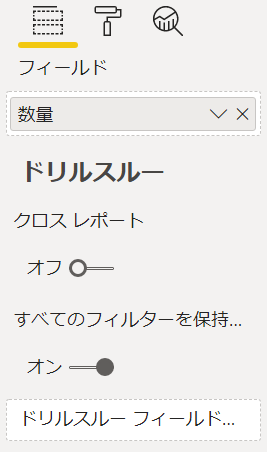 フィールド
数量
ドリルスルー
クロス レポート
オフ
すべてのフィルターを保持...
オン
ドリルスルー フィールド...